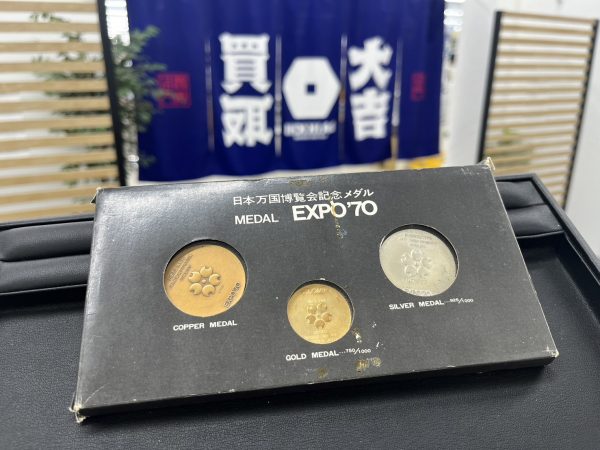 買取
大吉
日本万国博覧会記念メダル
MEDAL EXPO'70
COPPER MEDAL
GOLD MEDAL...750/1000
SILVER MEDAL...925/1000